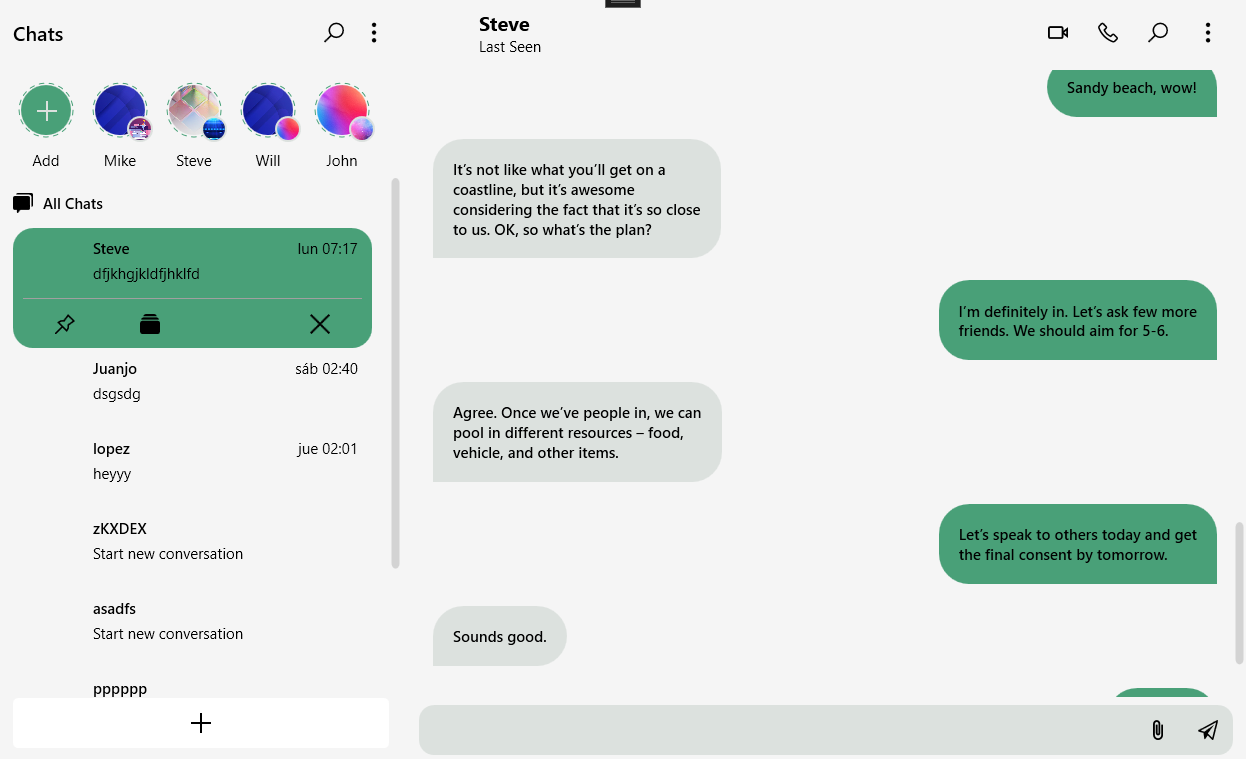 Chats
Add
Mike
Steve
Will
John
All Chats
Steve
lun 07:17
dfjkhgjkldfjhklfd
Juanjo
sáb 02:40
dsgsdg
lopez
jue 02:01
heyyy
zKXDEX
Start new conversation
asadfs
Start new conversation
pppppp
Steve
Last Seen
Sandy beach, wow!
It’s not like what you’ll get on a
coastline, but it’s awesome
considering the fact that it’s so close
to us. OK, so what’s the plan?
I’m definitely in. Let’s ask few more
friends. We should aim for 5-6.
Agree. Once we’ve people in, we can
pool in different resources – food,
vehicle, and other items.
Let’s speak to others today and get
the final consent by tomorrow.
Sounds good.